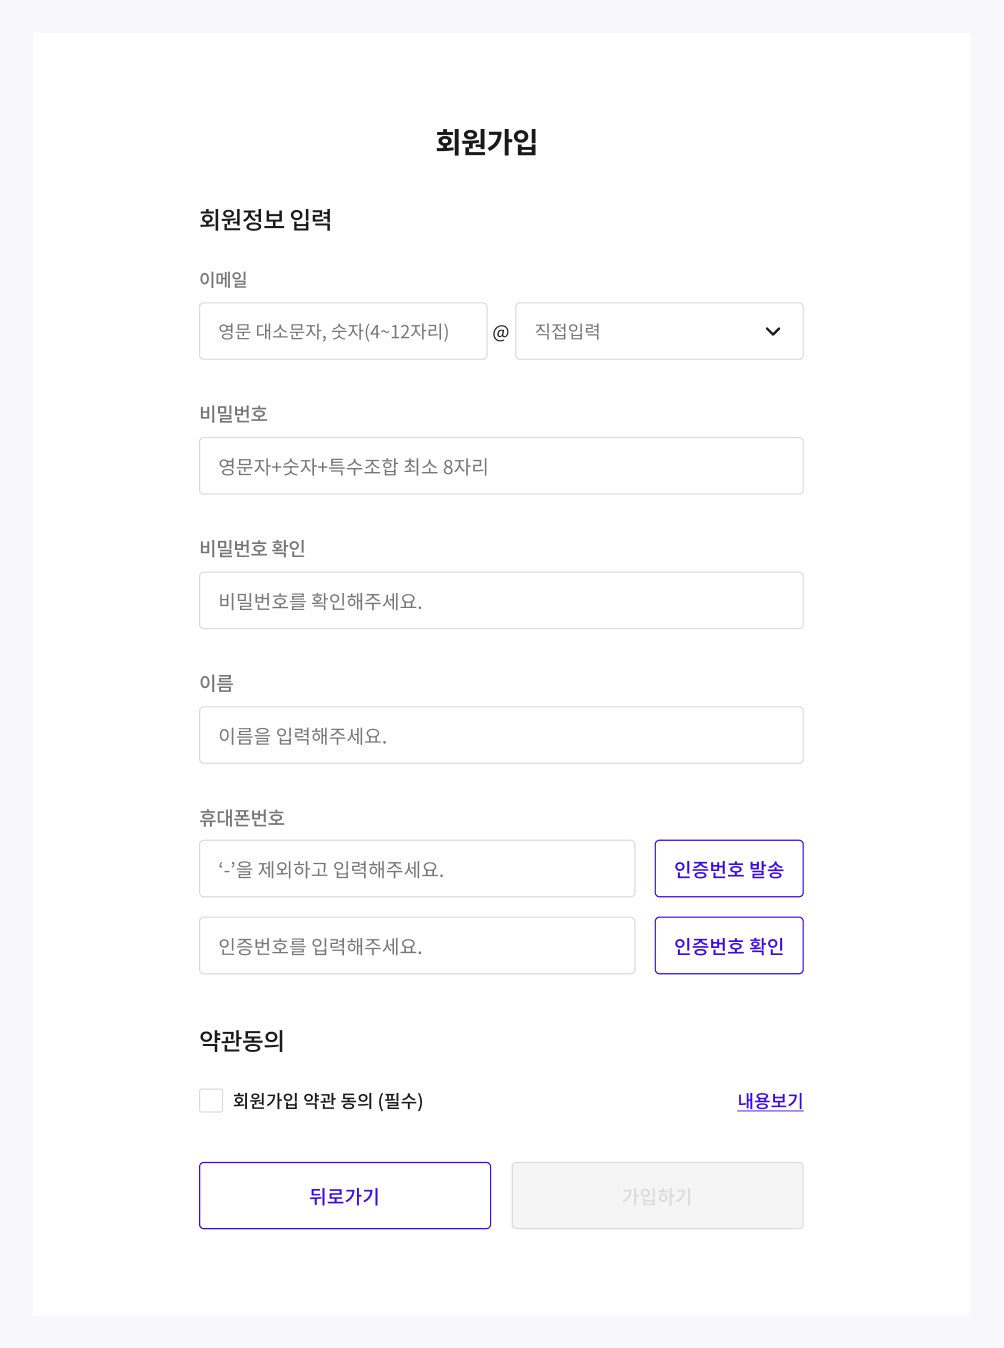 회원가입
회원정보 입력
이메일
영문 대소문자, 숫자(4~12자리) @ 직접입력
비밀번호
영문자+숫자+특수조합 최소 8자리
비밀번호 확인
비밀번호를 확인해주세요.
이름
이름을 입력해주세요.
휴대폰번호
‘-’을 제외하고 입력해주세요. 인증번호 발송
인증번호를 입력해주세요. 인증번호 확인
약관동의
회원가입 약관 동의 (필수) 내용보기
뒤로가기 가입하기